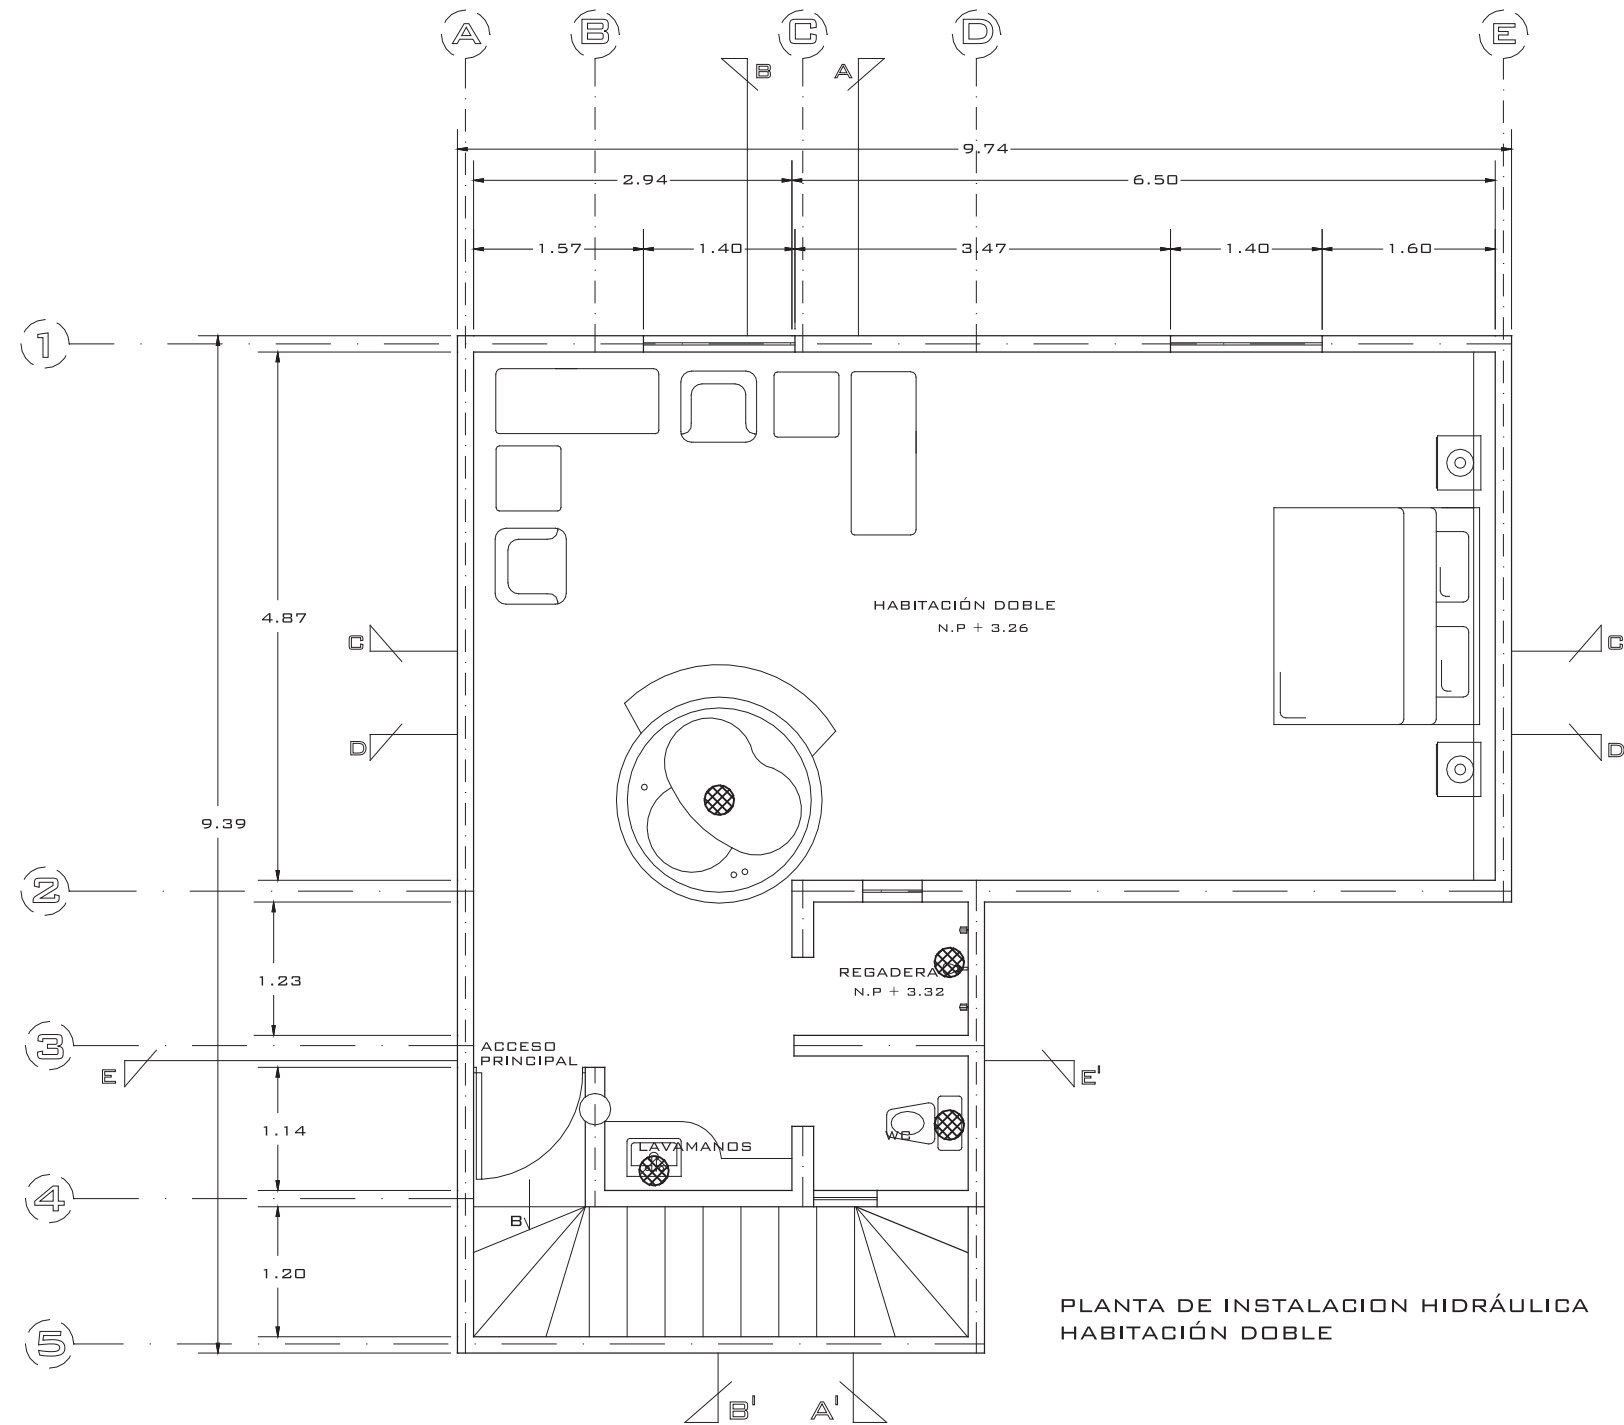 A B C D E
B A
9.74
2.94 6.50
1.57 1.40 3.47 1.40 1.60
1
HABITACIÓN DOBLE
N.P + 3.26
4.87
C C
D D
9.39
2
REGADERA
N.P + 3.32
1.23
3
ACCESO
PRINCIPAL
E E'
1.14
WC
LAVAMANOS
4
B
1.20
PLANTA DE INSTALACION HIDRÁULICA
HABITACIÓN DOBLE
5
B' A'